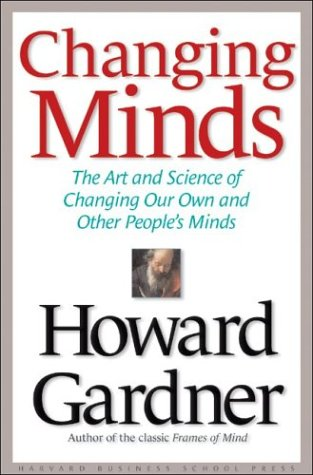 Changing
Minds
The Art and Science of
Changing Our Own and
Other People's Minds
Howard
Gardner
Author of the classic Frames of Mind
HARVARD BUSINESS SCHOOL PRESS